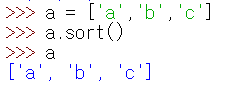 >>> a = ['a','b','c']
>>> a.sort()
>>> a
['a', 'b', 'c']